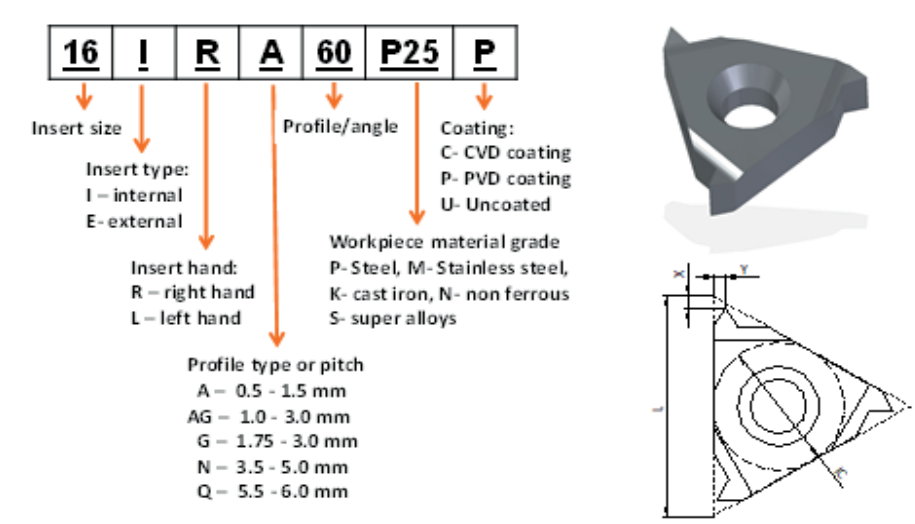 16 I R A 60 P25 P
Insert size
Profile/angle
Coating:
C- CVD coating
P- PVD coating
U- Uncoated
Insert type:
I – internal
E- external
Workpiece material grade
P- Steel, M- Stainless steel,
K- cast iron, N- non ferrous
S- super alloys
Insert hand:
R – right hand
L – left hand
Profile type or pitch
A – 0.5 - 1.5 mm
AG – 1.0 - 3.0 mm
G – 1.75 - 3.0 mm
N – 3.5 - 5.0 mm
Q – 5.5 - 6.0 mm
X
Y
L
IC